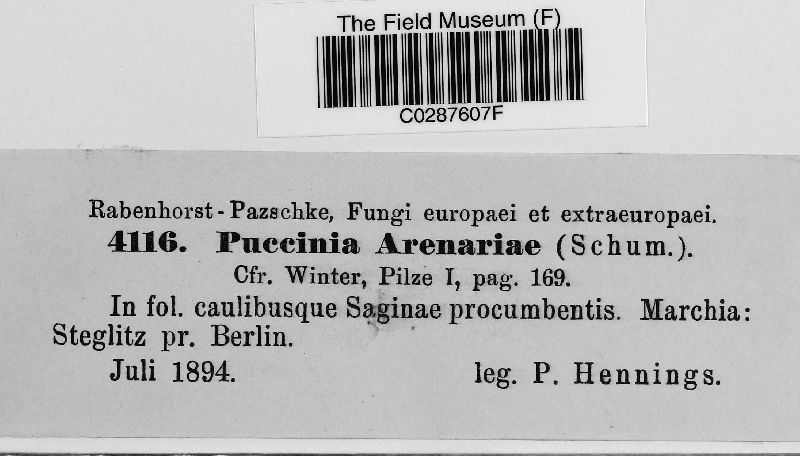 The Field Museum (F)
C0287607F
Rabenhorst-Pazschke, Fungi europaei et extraeuropaei.
4116. Puccinia Arenariae (Schum.).
Cfr. Winter, Pilze I, pag. 169.
In fol. caulibusque Saginae procumbentis. Marchia:
Steglitz pr. Berlin.
Juli 1894. leg. P. Hennings.